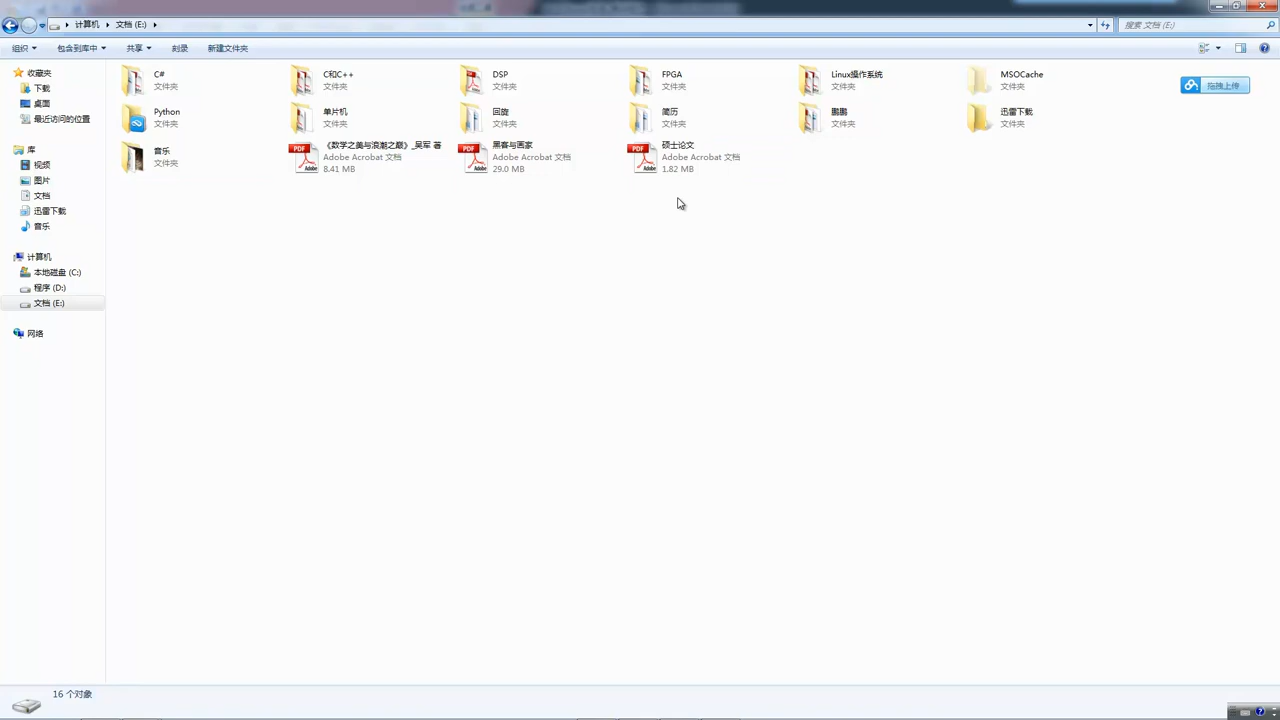 计算机 文档 (E:)
搜索 文档 (E:)
组织 包含到库中 共享 刻录 新建文件夹
收藏夹
下载
桌面
最近访问的位置
库
视频
图片
文档
迅雷下载
音乐
计算机
本地磁盘 (C:)
程序 (D:)
文档 (E:)
网络
C#
文件夹
C和C++
文件夹
DSP
文件夹
FPGA
文件夹
Linux操作系统
文件夹
MSOCache
文件夹
拖拽上传
Python
文件夹
单片机
文件夹
回旋
文件夹
简历
文件夹
鹏鹏
文件夹
迅雷下载
文件夹
音乐
文件夹
《数学之美与浪潮之巅》_吴军 著
Adobe Acrobat 文档
8.41 MB
黑客与画家
Adobe Acrobat 文档
29.0 MB
硕士论文
Adobe Acrobat 文档
1.82 MB
16 个对象